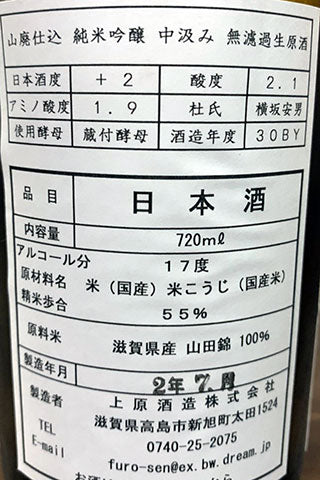 山廃仕込 純米吟醸 中汲み 無濾過生原酒
日本酒度 +2 酸度 2.1
アミノ酸度 1.9 杜氏 横坂安男
使用酵母 蔵付酵母 酒造年度 30BY
品目 日本酒
内容量 720mℓ
アルコール分 17度
原材料名 米(国産)米こうじ(国産米)
精米歩合 55%
原料米 滋賀県産 山田錦 100%
製造年月 2年 7.月
製造者 上原酒造株式会社
滋賀県高島市新旭町太田1524
TEL 0740-25-2075
E-mail furo-sen@ex.bw.dream.jp
お酒は